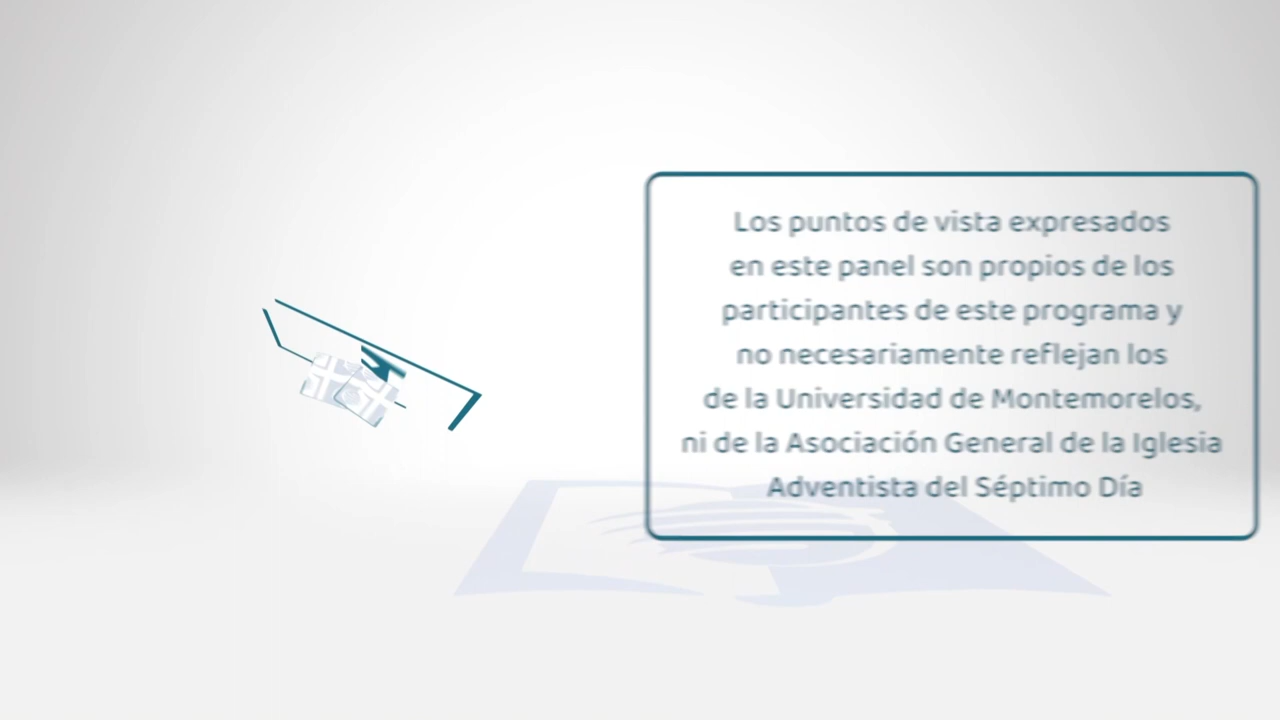 Los puntos de vista expresados
en este panel son propios de los
participantes de este programa y
no necesariamente reflejan los
de la Universidad de Montemorelos,
ni de la Asociación General de la Iglesia
Adventista del Séptimo Día